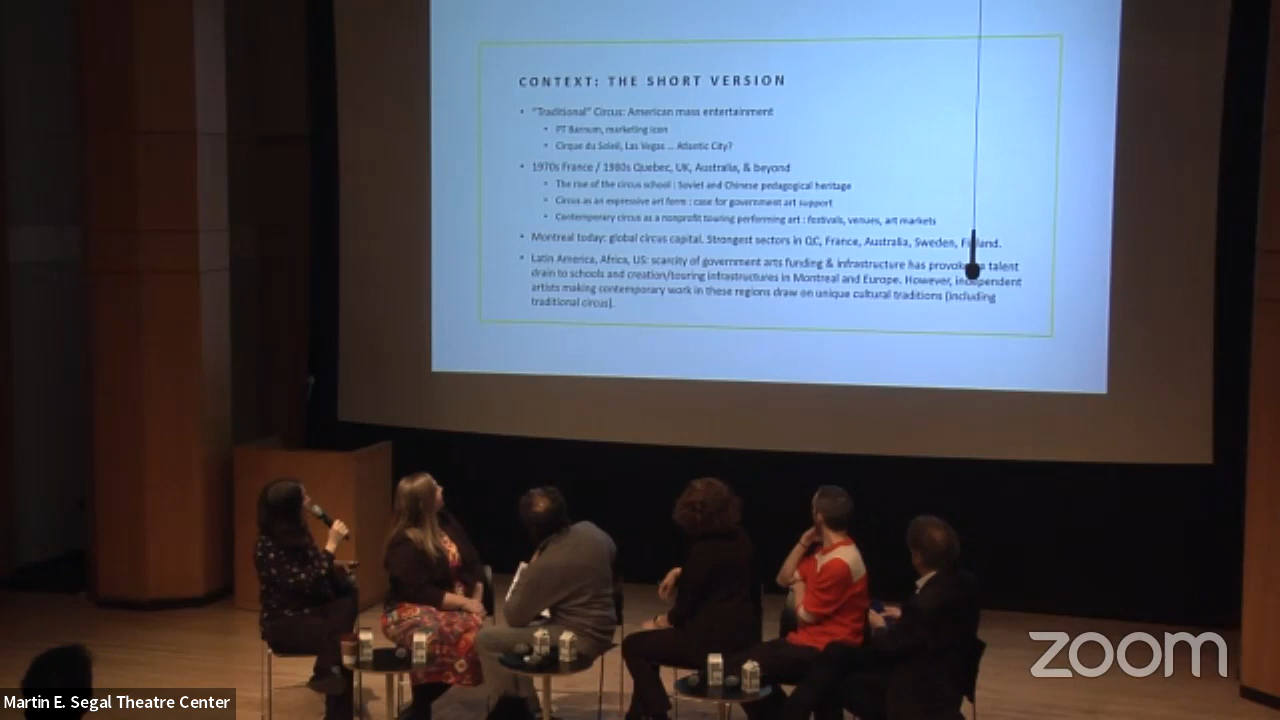 CONTEXT: THE SHORT VERSION
• "Traditional" Circus: American mass entertainment
• PT Barnum, marketing icon
• Cirque du Soleil, Las Vegas ... Atlantic City?
• 1970s France / 1980s Quebec, UK, Australia, & beyond
• The rise of the circus school : Soviet and Chinese pedagogical heritage
• Circus as an expressive art form : case for government art support
• Contemporary circus as a nonprofit touring performing art : festivals, venues, art markets
• Montreal today: global circus capital. Strongest sectors in QC, France, Australia, Sweden, Finland.
• Latin America, Africa, US: scarcity of government arts funding & infrastructure has talent
drain to schools and creation/touring infrastructures in Montreal and Europe. However, independent
artists making contemporary work in these regions draw on unique cultural traditions (including
traditional circus).
zoom
Martin E. Segal Theatre Center